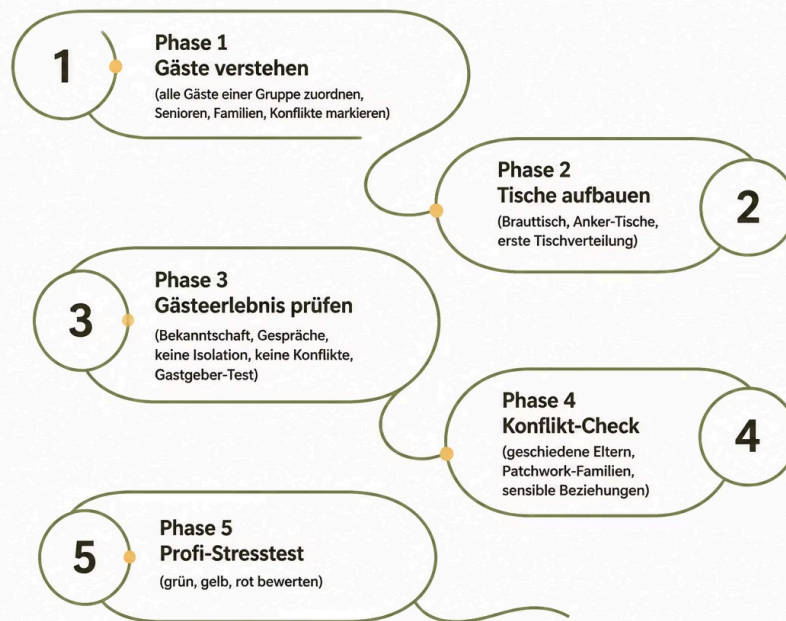 1
Phase 1
Gäste verstehen
(alle Gäste einer Gruppe zuordnen,
Senioren, Familien, Konflikte markieren)
Phase 2
Tische aufbauen
(Brauttisch, Anker-Tische,
erste Tischverteilung)
2
3
Phase 3
Gästeerlebnis prüfen
(Bekanntschaft, Gespräche,
keine Isolation, keine Konflikte,
Gastgeber-Test)
Phase 4
Konflikt-Check
(geschiedene Eltern,
Patchwork-Familien,
sensible Beziehungen)
4
5
Phase 5
Profi-Stresstest
(grün, gelb, rot bewerten)